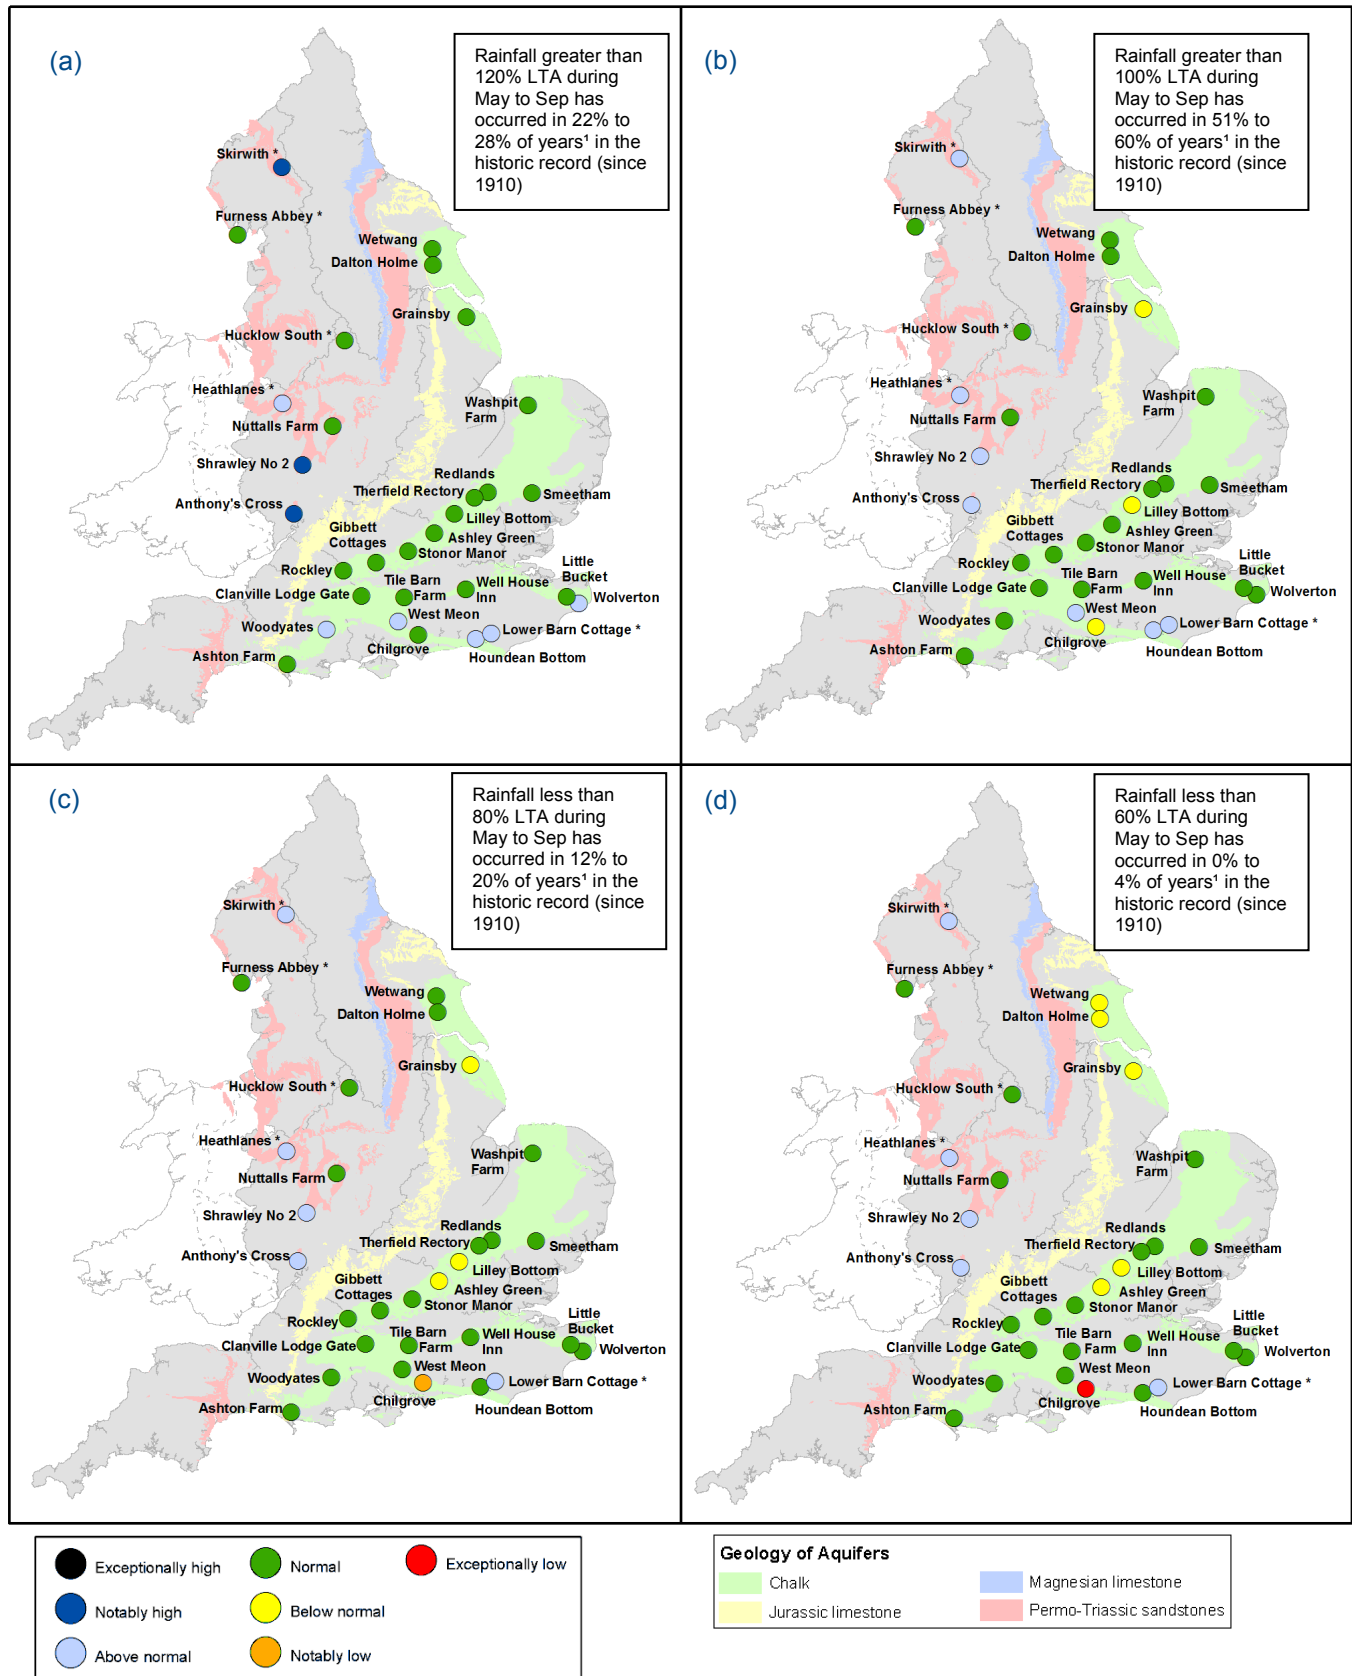 (a)
Rainfall greater than
120% LTA during
May to Sep has
occurred in 22% to
28% of years¹ in the
historic record (since
1910)
Skirwith *
Furness Abbey *
Wetwang
Dalton Holme
Grainsby
Hucklow South *
Heathlanes *
Washpit
Farm
Nuttalls Farm
Shrawley No 2
Redlands
Therfield Rectory
Smeetham
Anthony's Cross
Lilley Bottom
Gibbett
Cottages
Ashley Green
Stonor Manor
Rockley
Little
Bucket
Tile Barn
Farm
Well House
Inn
Clanville Lodge Gate
Wolverton
West Meon
Woodyates
Lower Barn Cottage *
Chilgrove
Houndean Bottom
Ashton Farm
(b)
Rainfall greater than
100% LTA during
May to Sep has
occurred in 51% to
60% of years¹ in the
historic record (since
1910)
Skirwith *
Furness Abbey *
Wetwang
Dalton Holme
Grainsby
Hucklow South *
Heathlanes *
Washpit
Farm
Nuttalls Farm
Shrawley No 2
Redlands
Therfield Rectory
Smeetham
Anthony's Cross
Lilley Bottom
Gibbett
Cottages
Ashley Green
Stonor Manor
Rockley
Little
Bucket
Tile Barn
Farm
Well House
Inn
Clanville Lodge Gate
Wolverton
West Meon
Woodyates
Lower Barn Cottage *
Chilgrove
Houndean Bottom
Ashton Farm
(c)
Rainfall less than
80% LTA during
May to Sep has
occurred in 12% to
20% of years¹ in the
historic record (since
1910)
Skirwith *
Furness Abbey *
Wetwang
Dalton Holme
Grainsby
Hucklow South *
Heathlanes *
Washpit
Farm
Nuttalls Farm
Shrawley No 2
Redlands
Therfield Rectory
Smeetham
Anthony's Cross
Lilley Bottom
Gibbett
Cottages
Ashley Green
Stonor Manor
Rockley
Little
Bucket
Tile Barn
Farm
Well House
Inn
Clanville Lodge Gate
Wolverton
West Meon
Woodyates
Lower Barn Cottage *
Chilgrove
Houndean Bottom
Ashton Farm
(d)
Rainfall less than
60% LTA during
May to Sep has
occurred in 0% to
4% of years¹ in the
historic record (since
1910)
Skirwith *
Furness Abbey *
Wetwang
Dalton Holme
Grainsby
Hucklow South *
Heathlanes *
Washpit
Farm
Nuttalls Farm
Shrawley No 2
Redlands
Therfield Rectory
Smeetham
Anthony's Cross
Lilley Bottom
Gibbett
Cottages
Ashley Green
Stonor Manor
Rockley
Little
Bucket
Tile Barn
Farm
Well House
Inn
Clanville Lodge Gate
Wolverton
West Meon
Woodyates
Lower Barn Cottage *
Chilgrove
Houndean Bottom
Ashton Farm
Exceptionally high
Normal
Exceptionally low
Notably high
Below normal
Above normal
Notably low
Geology of Aquifers
Chalk
Magnesian limestone
Jurassic limestone
Permo-Triassic sandstones